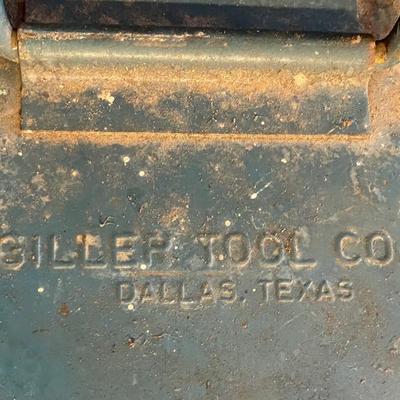 TOOL CO
DALLAS, TEXAS